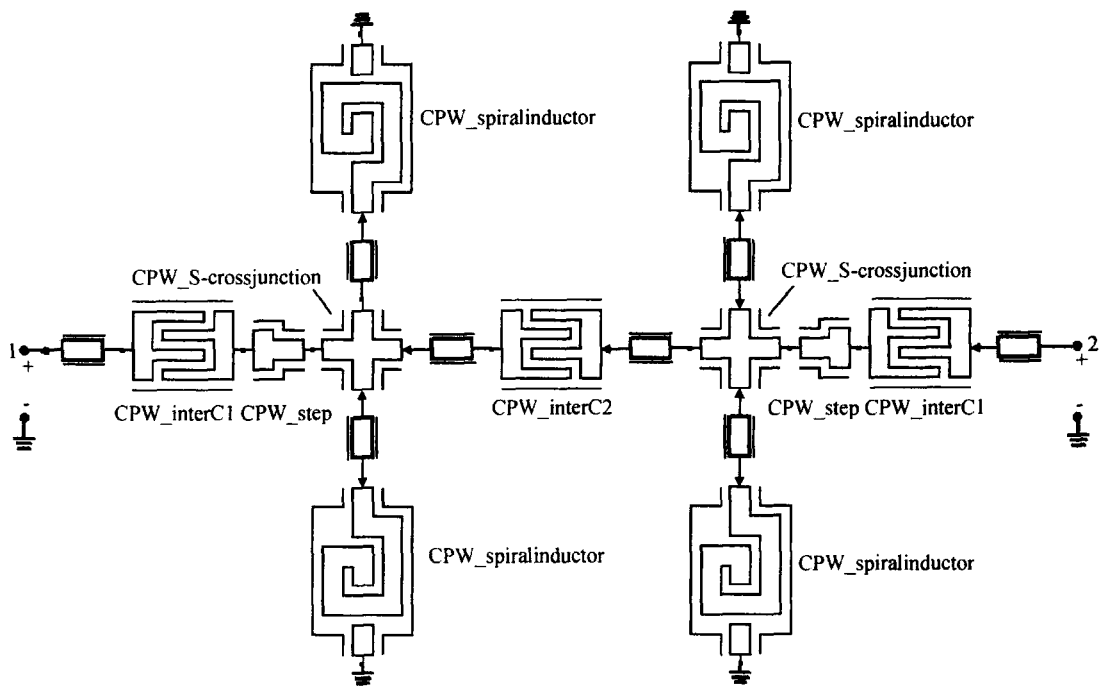 CPW_spiralinductor
CPW_spiralinductor
CPW_S-crossjunction
CPW_S-crossjunction
1
+
-
2
+
-
CPW_interC1 CPW_step
CPW_interC2
CPW_step CPW_interC1
CPW_spiralinductor
CPW_spiralinductor